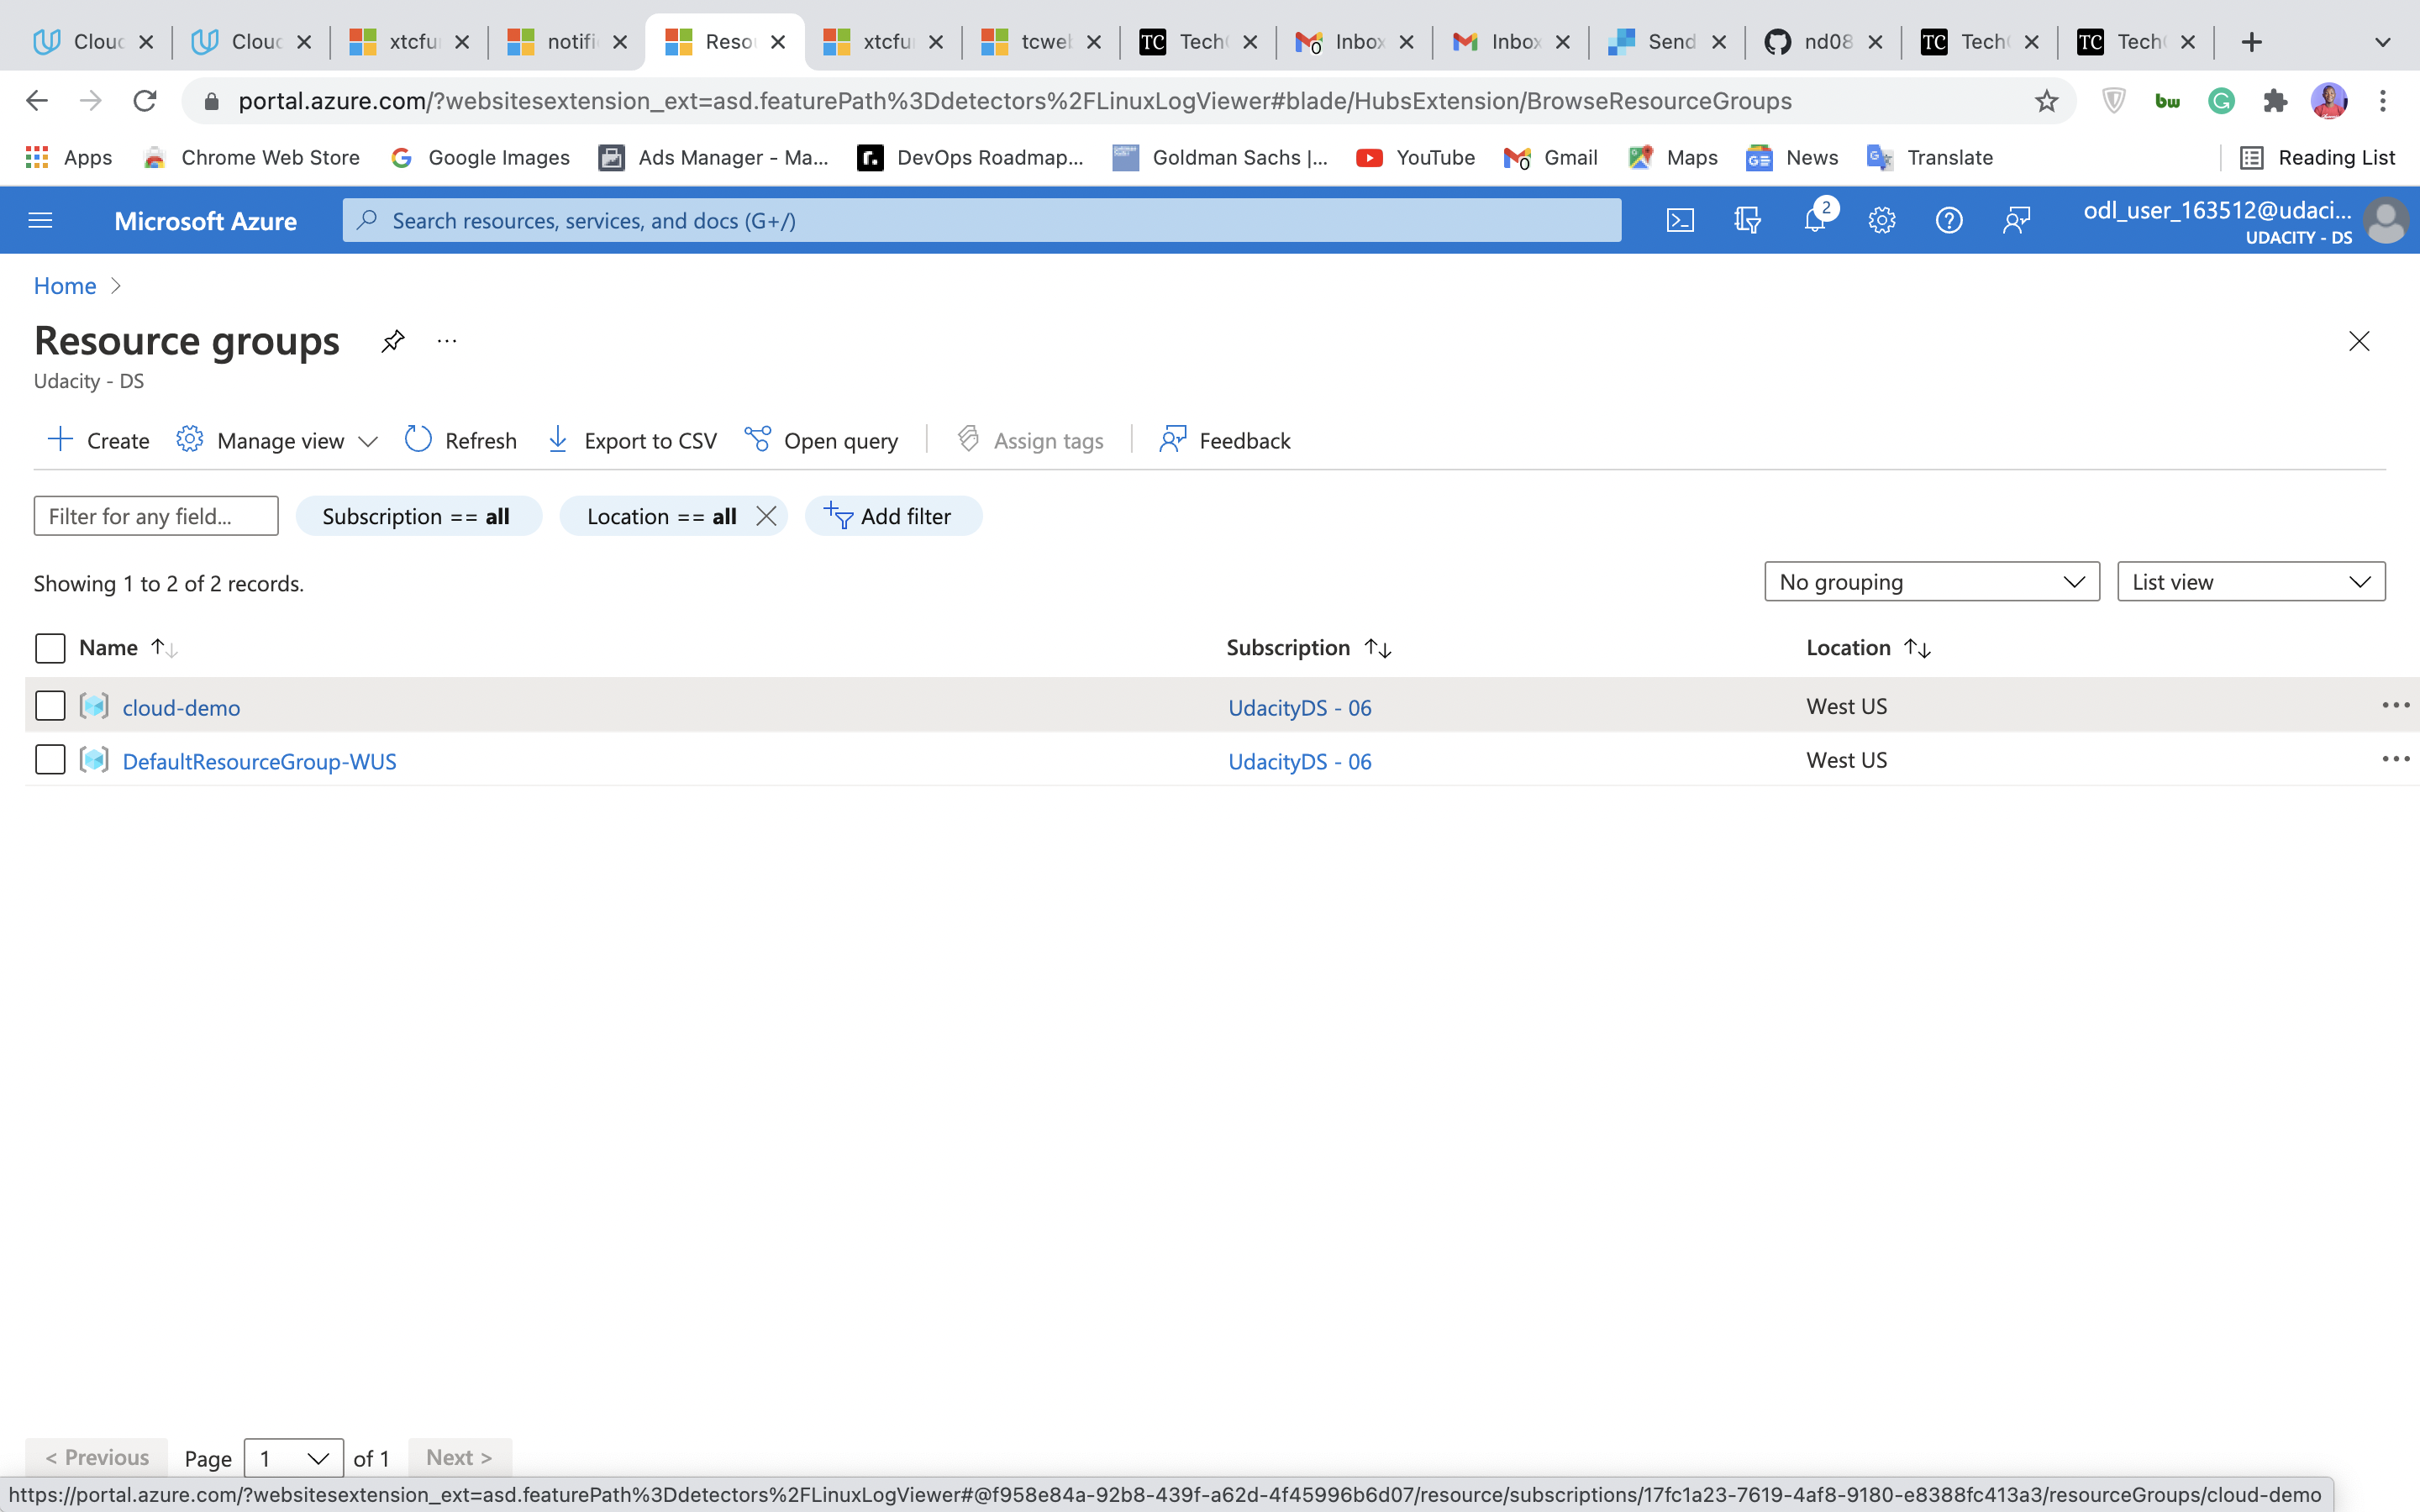 Clouc
Clouc
xtcfu
notifi
Reso
xtcfu
tcwe
TC Tech
0 Inbox
Inbox
Send
nd08
TC Tech
TC Tech
portal.azure.com/?websitesextension_ext=asd.featurePath%3Ddetectors%2FLinuxLogViewer#blade/HubsExtension/BrowseResourceGroups
bw
Apps
Chrome Web Store
Google Images
Ads Manager - Ma...
r. DevOps Roadmap...
Goldman Sachs |...
YouTube
0 Gmail
Maps
News
Translate
Reading List
Microsoft Azure
Search resources, services, and docs (G+/)
2
odl_user_163512@udaci...
UDACITY - DS
Home >
Resource groups ...
Udacity - DS
+ Create
Manage view
Refresh
Export to CSV
Open query
Assign tags
Feedback
Filter for any field...
Subscription == all
Location == all
Add filter
Showing 1 to 2 of 2 records.
No grouping
List view
Name ↑↓
Subscription ↑↓
Location ↑↓
cloud-demo
UdacityDS - 06
West US
DefaultResourceGroup-WUS
UdacityDS - 06
West US
< Previous
Page 1 of 1
Next >
https://portal.azure.com/?websitesextension_ext=asd.featurePath%3Ddetectors%2FLinuxLogViewer#@f958e84a-92b8-439f-a62d-4f45996b6d07/resource/subscriptions/17fc1a23-7619-4af8-9180-e8388fc413a3/resourceGroups/cloud-demo